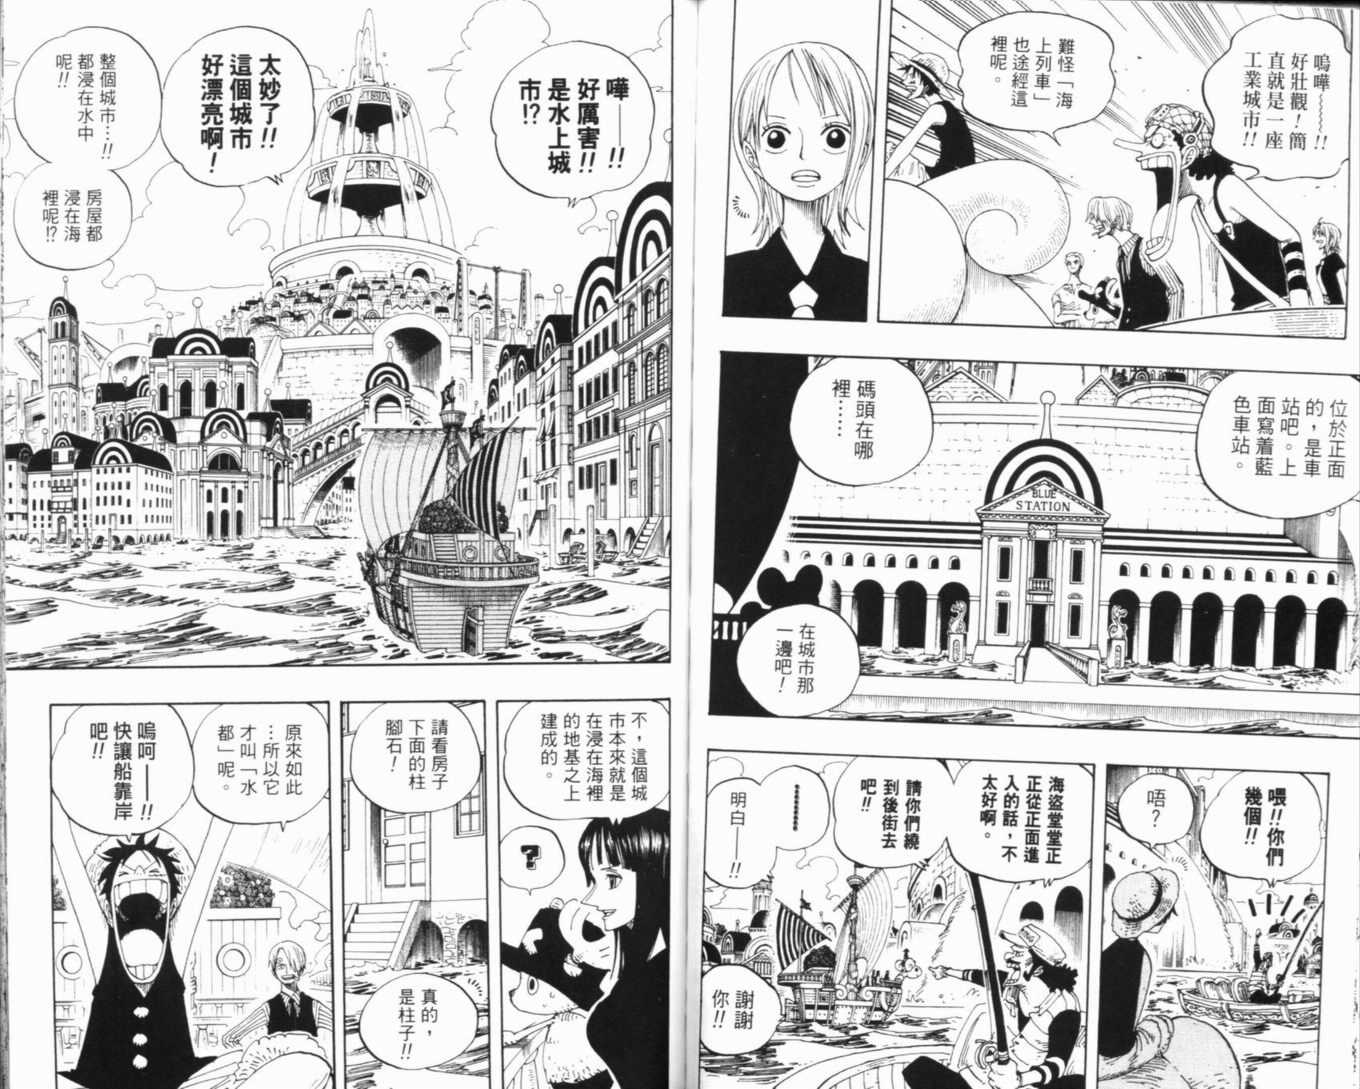 嗚嘩~~~~!!
好壯觀!簡
直就是一座
工業城市!!
難怪「海
上列車」
也途經這
裡呢。
位於正面
的,是車
站吧。上
面寫着藍
色車站。
BLUE
STATION
碼頭在哪
裡……
在城市那
一邊吧!
喂!!你們
幾個!!
唔?
海盜堂堂正
正從正面進
入的話,不
太好啊。
請你們繞
到後街去
吧!!
………
明白——!!
謝謝
你!!
嘩——!!
好厲害!!
是水上城
市!?
太妙了!!
這個城市
好漂亮啊!
整個城市…!!
都浸在水中
呢!!
房屋都
浸在海
裡呢!?
不,這個城
市本來就是
在浸在海裡
的地基之上
建成的。
?
請看房子
下面的柱
腳石!
真的,
是柱子!!
原來如此
…所以它
才叫「水
都」呢。
嗚呵——!!
快讓船靠岸
吧!!